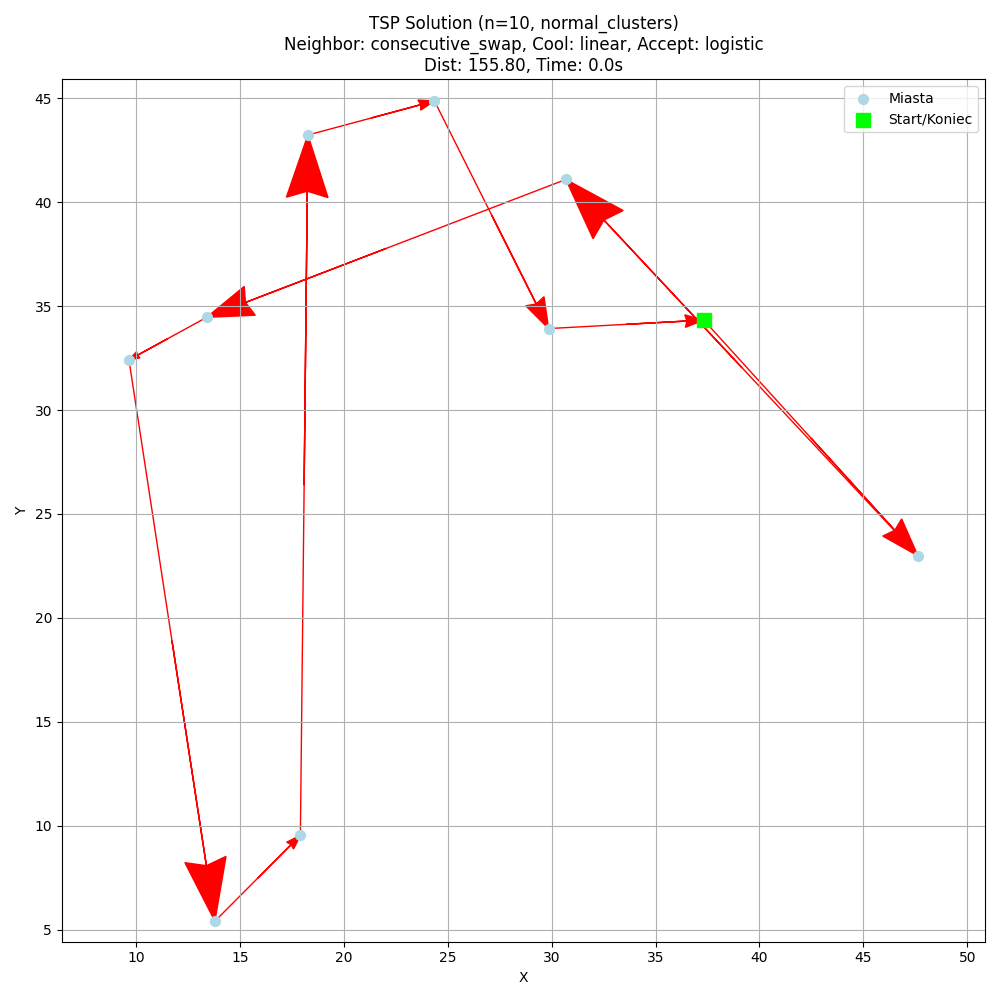 TSP Solution (n=10, normal_clusters)
Neighbor: consecutive_swap, Cool: linear, Accept: logistic
Dist: 155.80, Time: 0.0s
Miasta
Start/Koniec
45
40
35
30
25
20
15
10
5
Y
10 15 20 25 30 35 40 45 50
X